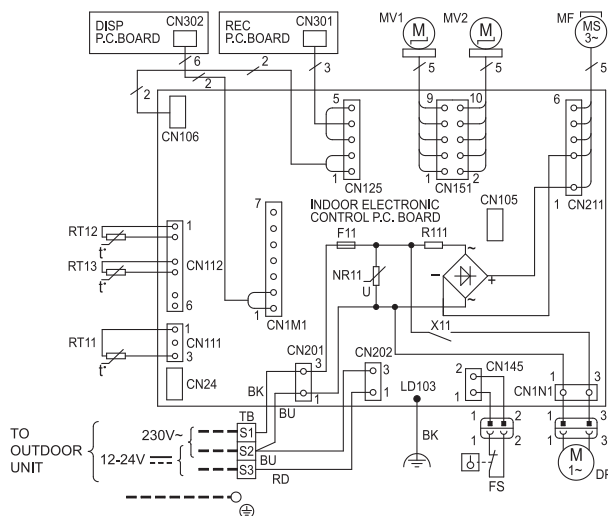 DISP
P.C.BOARD
CN302
REC
P.C.BOARD
CN301
MV1
M
MV2
M
MF
MS
3~
6
2
2
3
5
5
5
2
CN106
5
1
CN125
9
10
1
2
CN151
6
1
CN211
INDOOR ELECTRONIC
CONTROL P.C. BOARD
CN105
7
1
CN1M1
RT12
t°
RT13
t°
1
6
CN112
RT11
t°
1
3
CN111
CN24
F11
R111
NR11
U
~
~
−
+
X11
CN201
3
1
CN202
3
1
LD103
2
1
CN145
1
3
CN1N1
BK
BU
TB
S1
S2
S3
BU
RD
BK
TO
OUTDOOR
UNIT
230V~
12-24V
1
2
1
2
FS
1
3
1
3
M
1~
DP